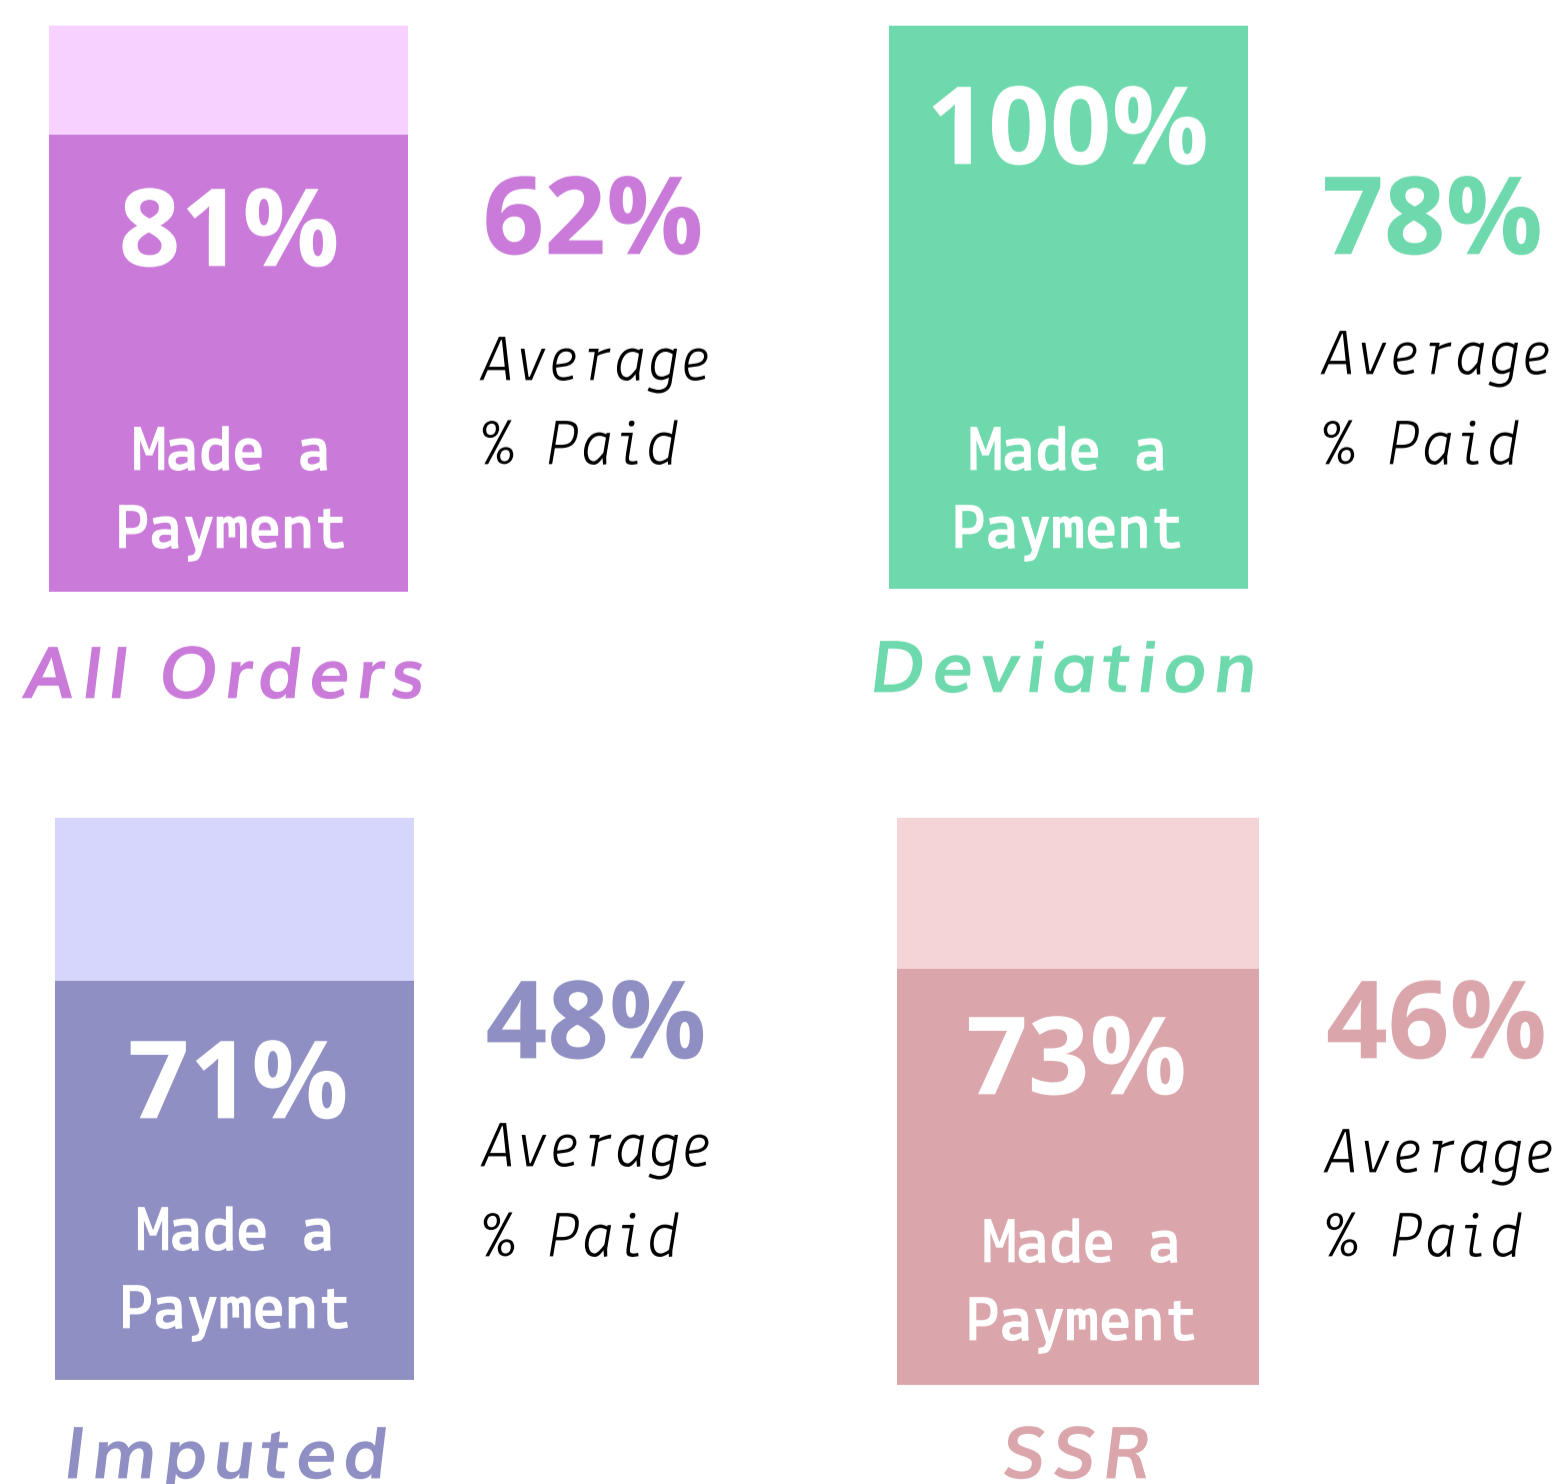 81%
Made a
Payment
62%
Average
% Paid
All Orders
100%
Made a
Payment
78%
Average
% Paid
Deviation
71%
Made a
Payment
48%
Average
% Paid
Imputed
73%
Made a
Payment
46%
Average
% Paid
SSR